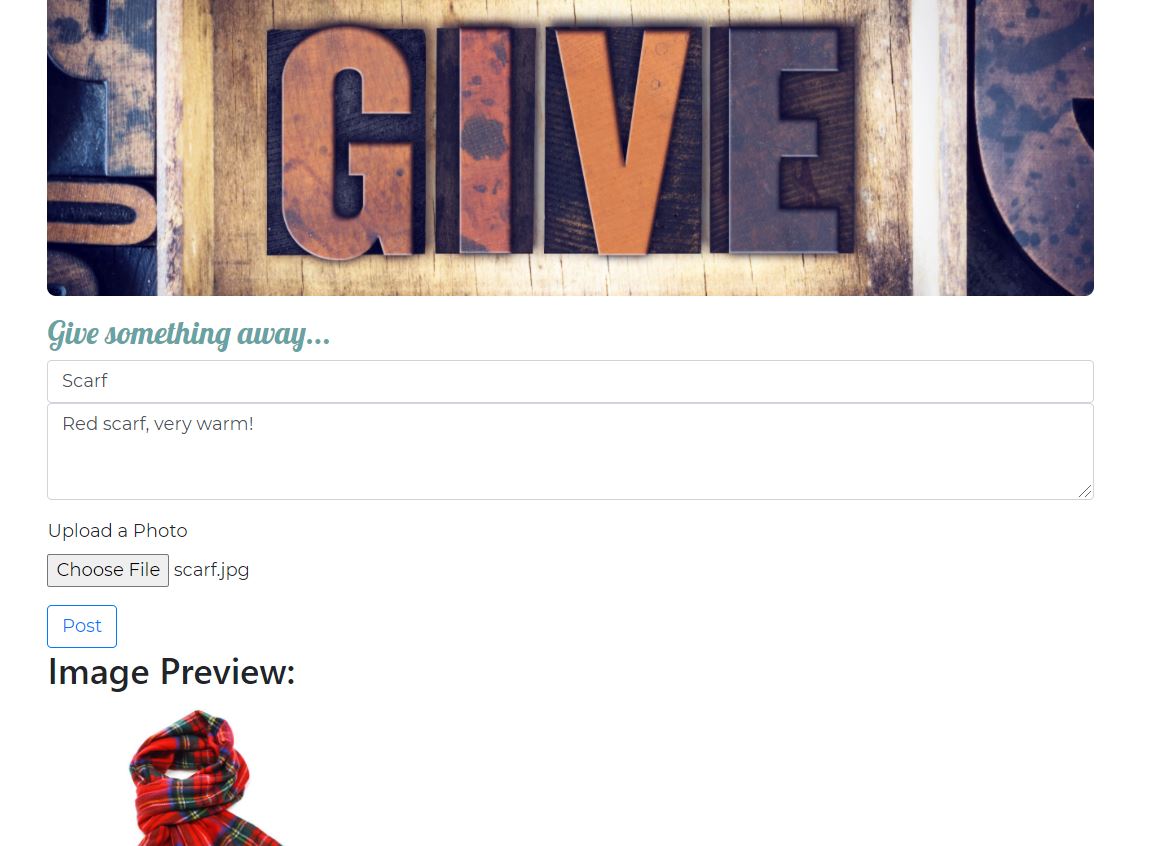 GIVE
Give something away...
Scarf
Red scarf, very warm!
Upload a Photo
Choose File scarf.jpg
Post
Image Preview: